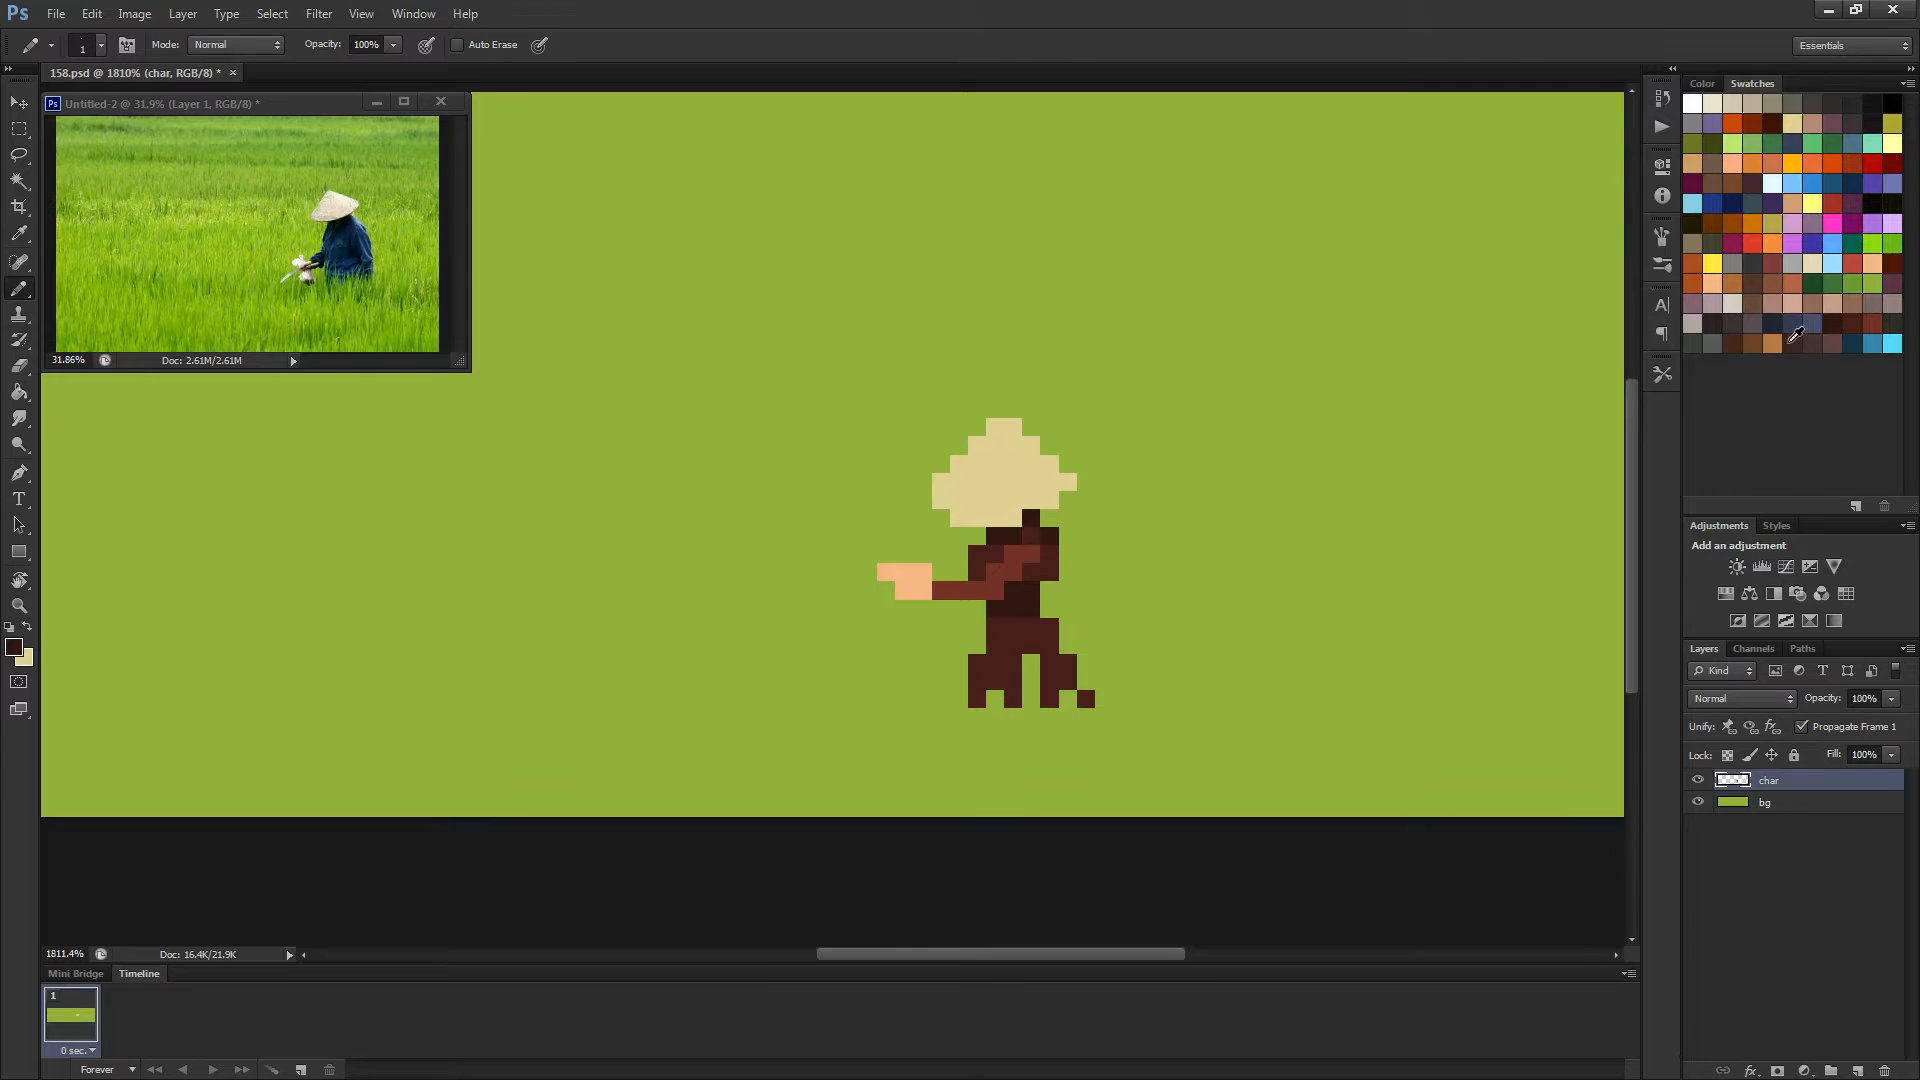 Ps File Edit Image Layer Type Select Filter View Window Help
1 Mode: Normal Opacity: 100% Auto Erase Essentials
158.psd @ 1810% (char, RGB/8) * ×
Color Swatches
Ps Untitled-2 @ 31.9% (Layer 1, RGB/8) *
31.86% Doc: 2.61M/2.61M
Adjustments Styles
Add an adjustment
Layers Channels Paths
Kind
Normal Opacity: 100%
Unify: Propagate Frame 1
Lock: Fill: 100%
char
bg
1811.4% Doc: 16.4K/21.9K
Mini Bridge Timeline
1
0 sec.
Forever